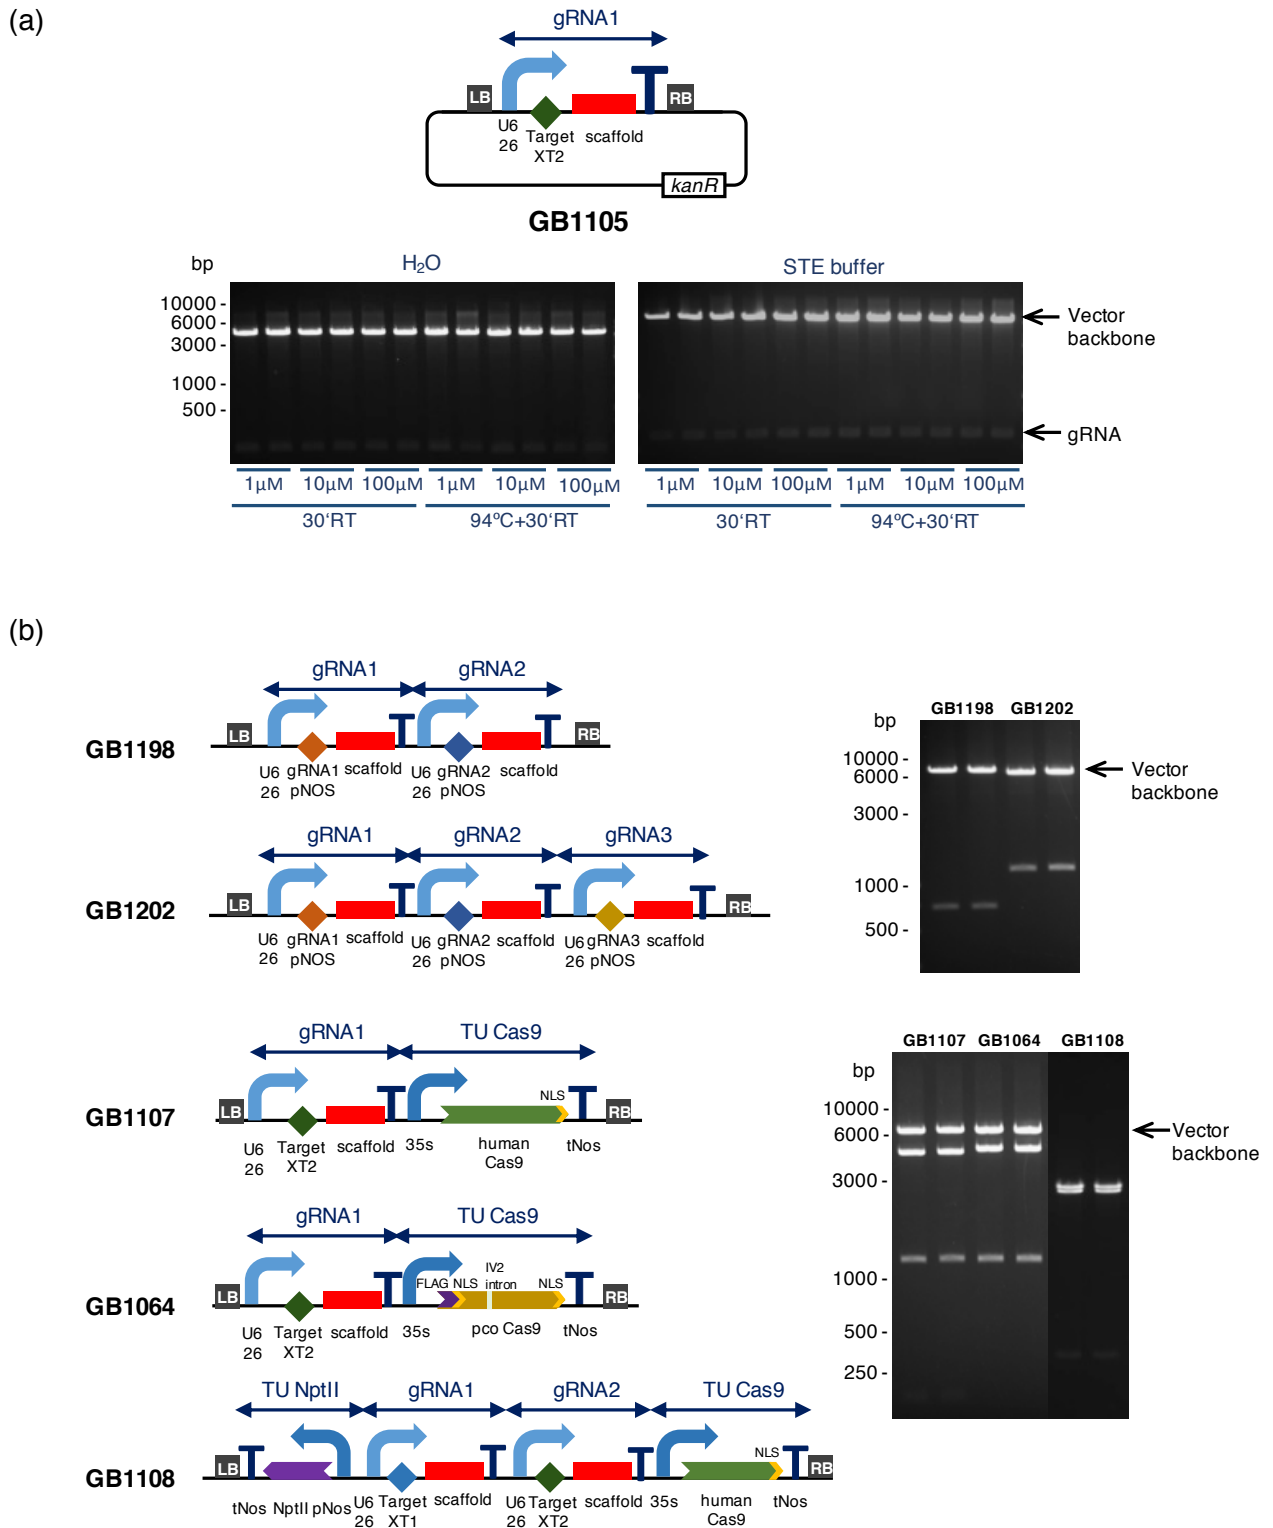 (a)
gRNA1
LB
RB
U6
26
Target
XT2
scaffold
kanR
GB1105
bp
H2O
STE buffer
10000 -
6000 -
3000 -
1000 -
500 -
Vector
backbone
gRNA
1µM 10µM 100µM 1µM 10µM 100µM
30‘RT 94ºC+30‘RT
1µM 10µM 100µM 1µM 10µM 100µM
30‘RT 94ºC+30‘RT
(b)
gRNA1 gRNA2
GB1198
LB RB
U6
26
gRNA1
pNOS
scaffold
U6
26
gRNA2
pNOS
scaffold
gRNA1 gRNA2 gRNA3
GB1202
LB RB
U6
26
gRNA1
pNOS
scaffold
U6
26
gRNA2
pNOS
scaffold
U6
26
gRNA3
pNOS
scaffold
GB1198 GB1202
bp
10000 -
6000 -
3000 -
1000 -
500 -
Vector
backbone
gRNA1 TU Cas9
GB1107
LB RB
NLS
U6
26
Target
XT2
scaffold
35s
human
Cas9
tNos
gRNA1 TU Cas9
GB1064
LB RB
FLAG NLS
IV2
intron
NLS
U6
26
Target
XT2
scaffold
35s
pco Cas9
tNos
TU NptII gRNA1 gRNA2 TU Cas9
GB1108
LB RB
NLS
tNos NptII pNos
U6
26
Target
XT1
scaffold
U6
26
Target
XT2
scaffold
35s
human
Cas9
tNos
GB1107 GB1064 GB1108
bp
10000 -
6000 -
3000 -
1000 -
500 -
250 -
Vector
backbone